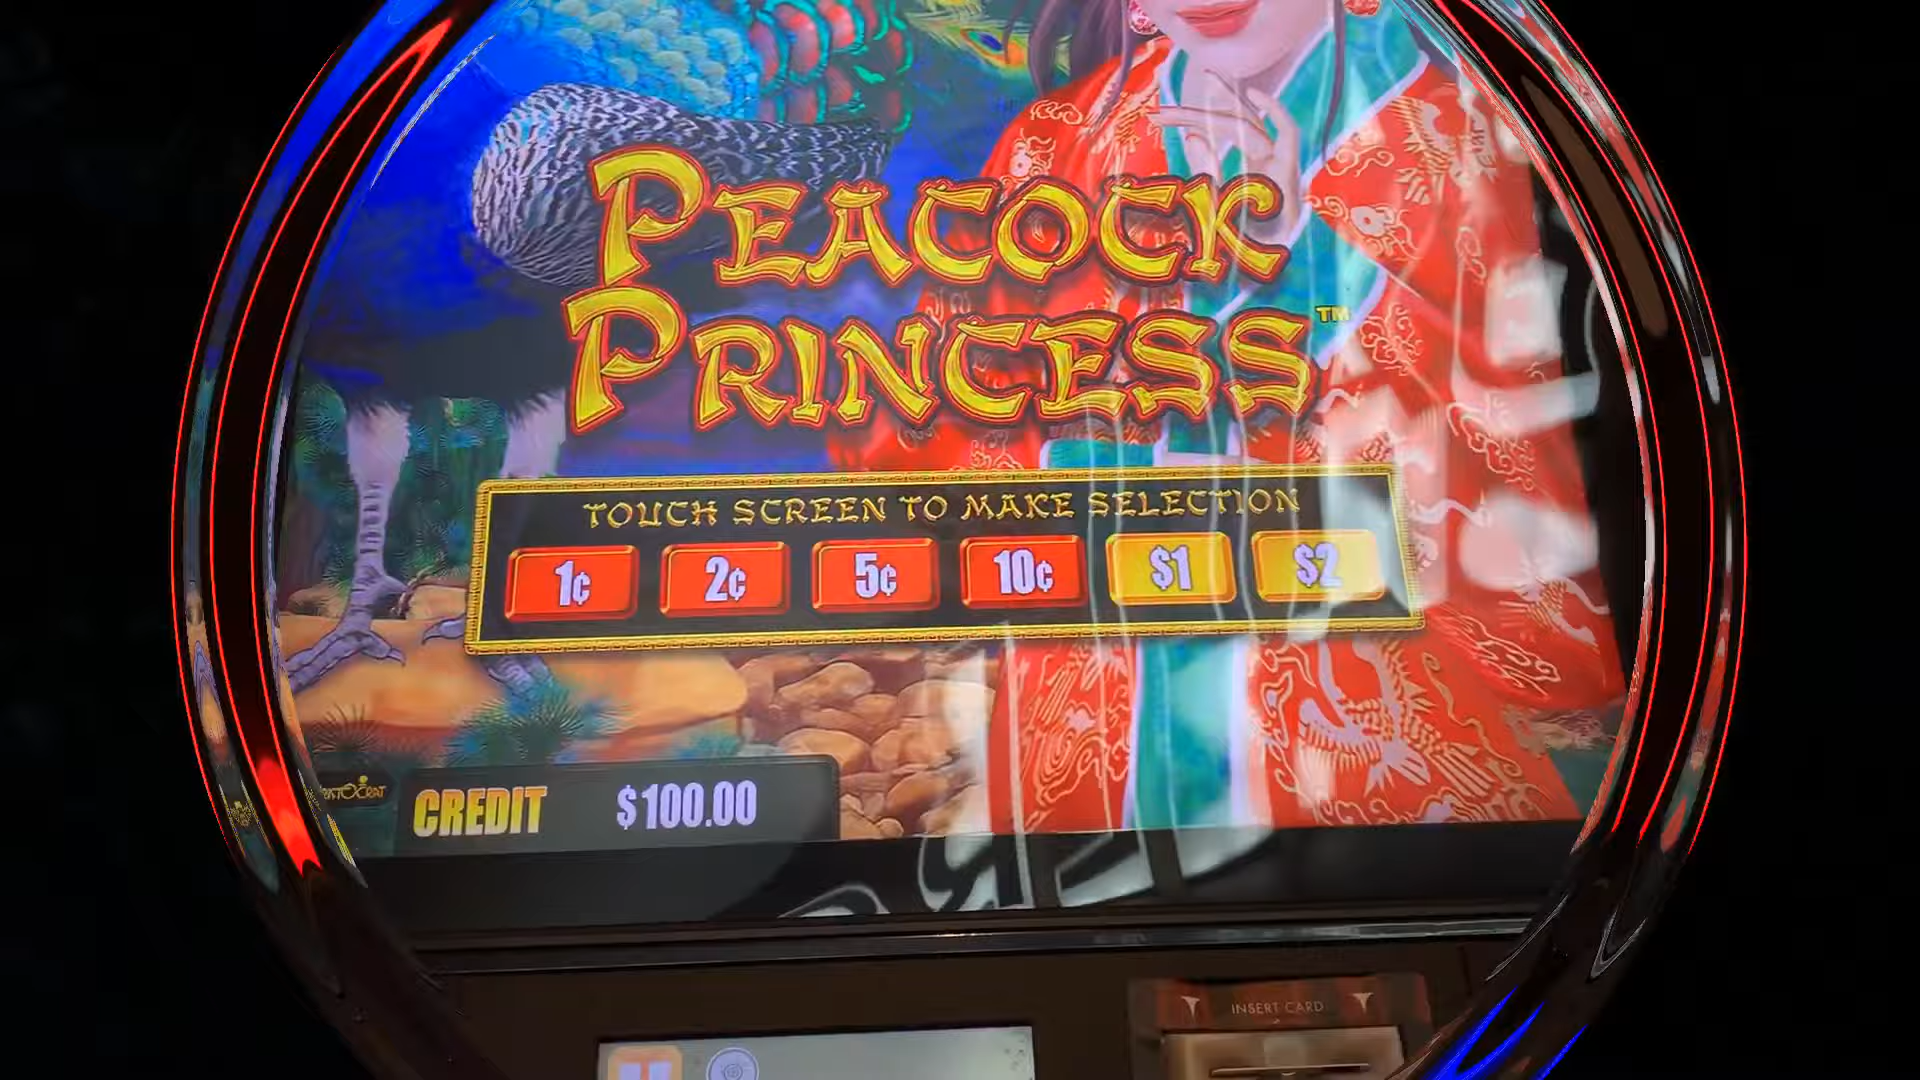 PEACOCK
PRINCESS™
TOUCH SCREEN TO MAKE SELECTION
1¢ 2¢ 5¢ 10¢ $1 $2
CREDIT $100.00
INSERT CARD